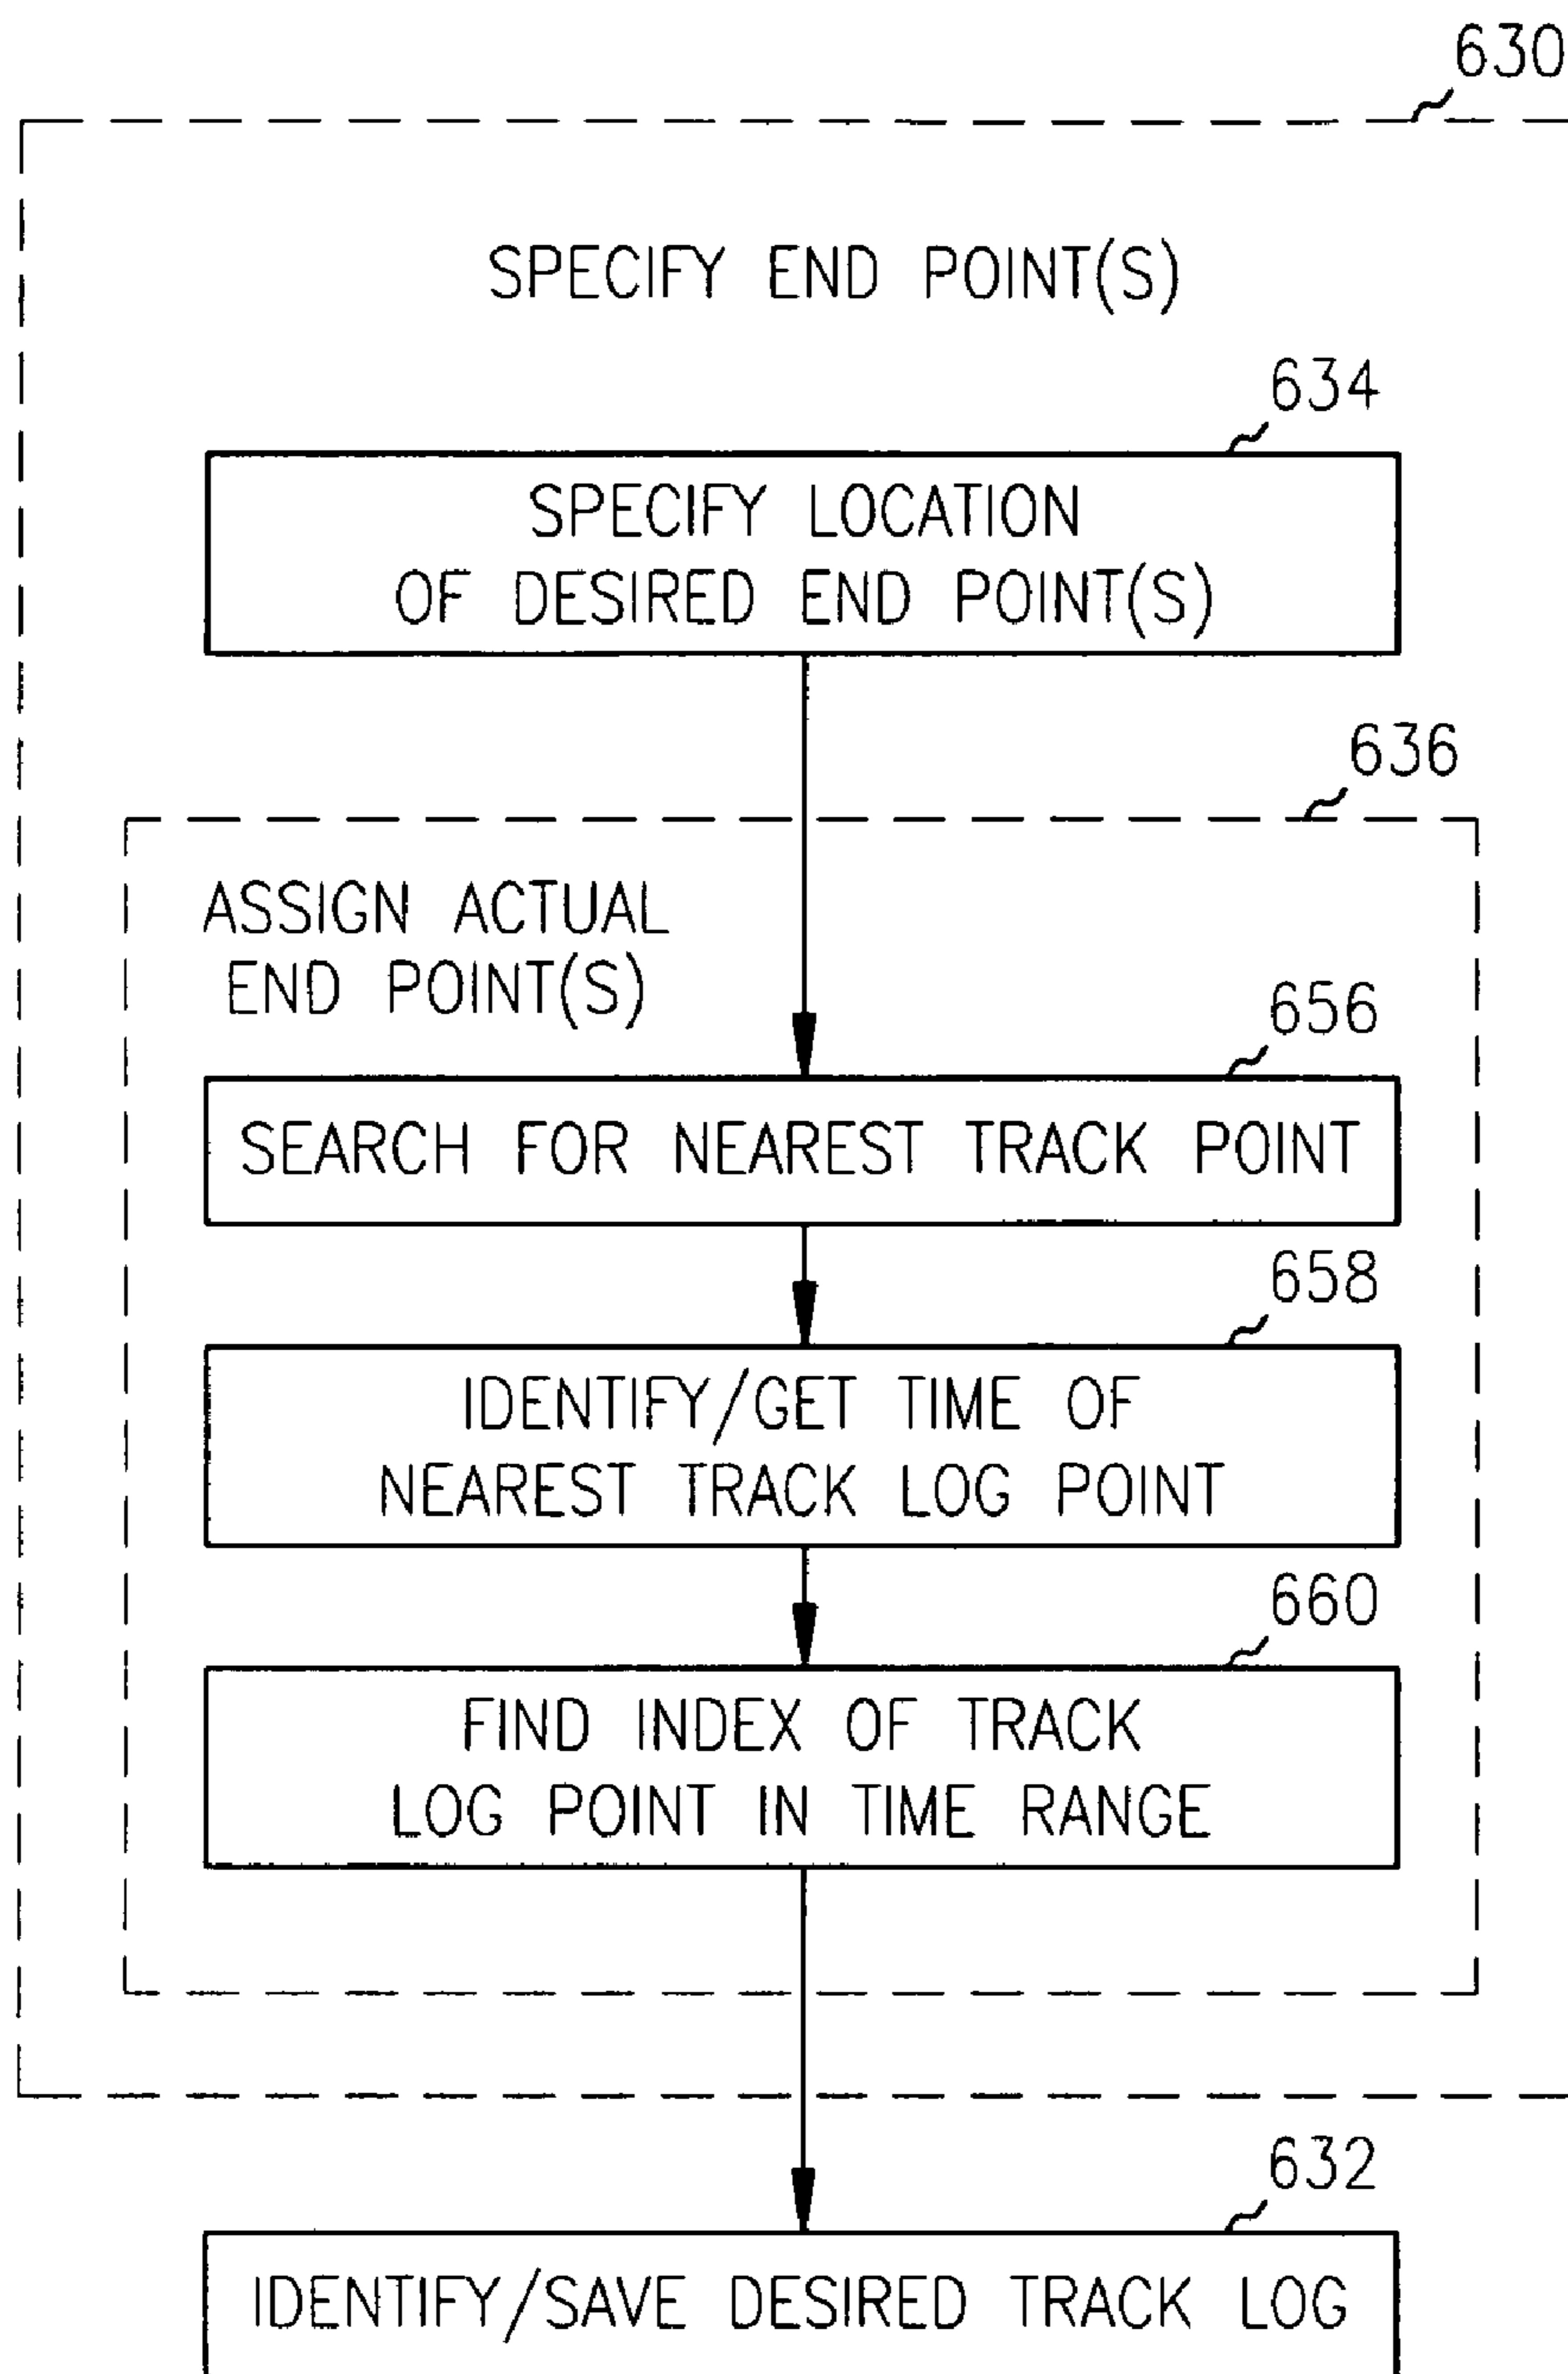 630
SPECIFY END POINT(S)
634
SPECIFY LOCATION
OF DESIRED END POINT(S)
636
ASSIGN ACTUAL
END POINT(S)
656
SEARCH FOR NEAREST TRACK POINT
658
IDENTIFY/GET TIME OF
NEAREST TRACK LOG POINT
660
FIND INDEX OF TRACK
LOG POINT IN TIME RANGE
632
IDENTIFY/SAVE DESIRED TRACK LOG